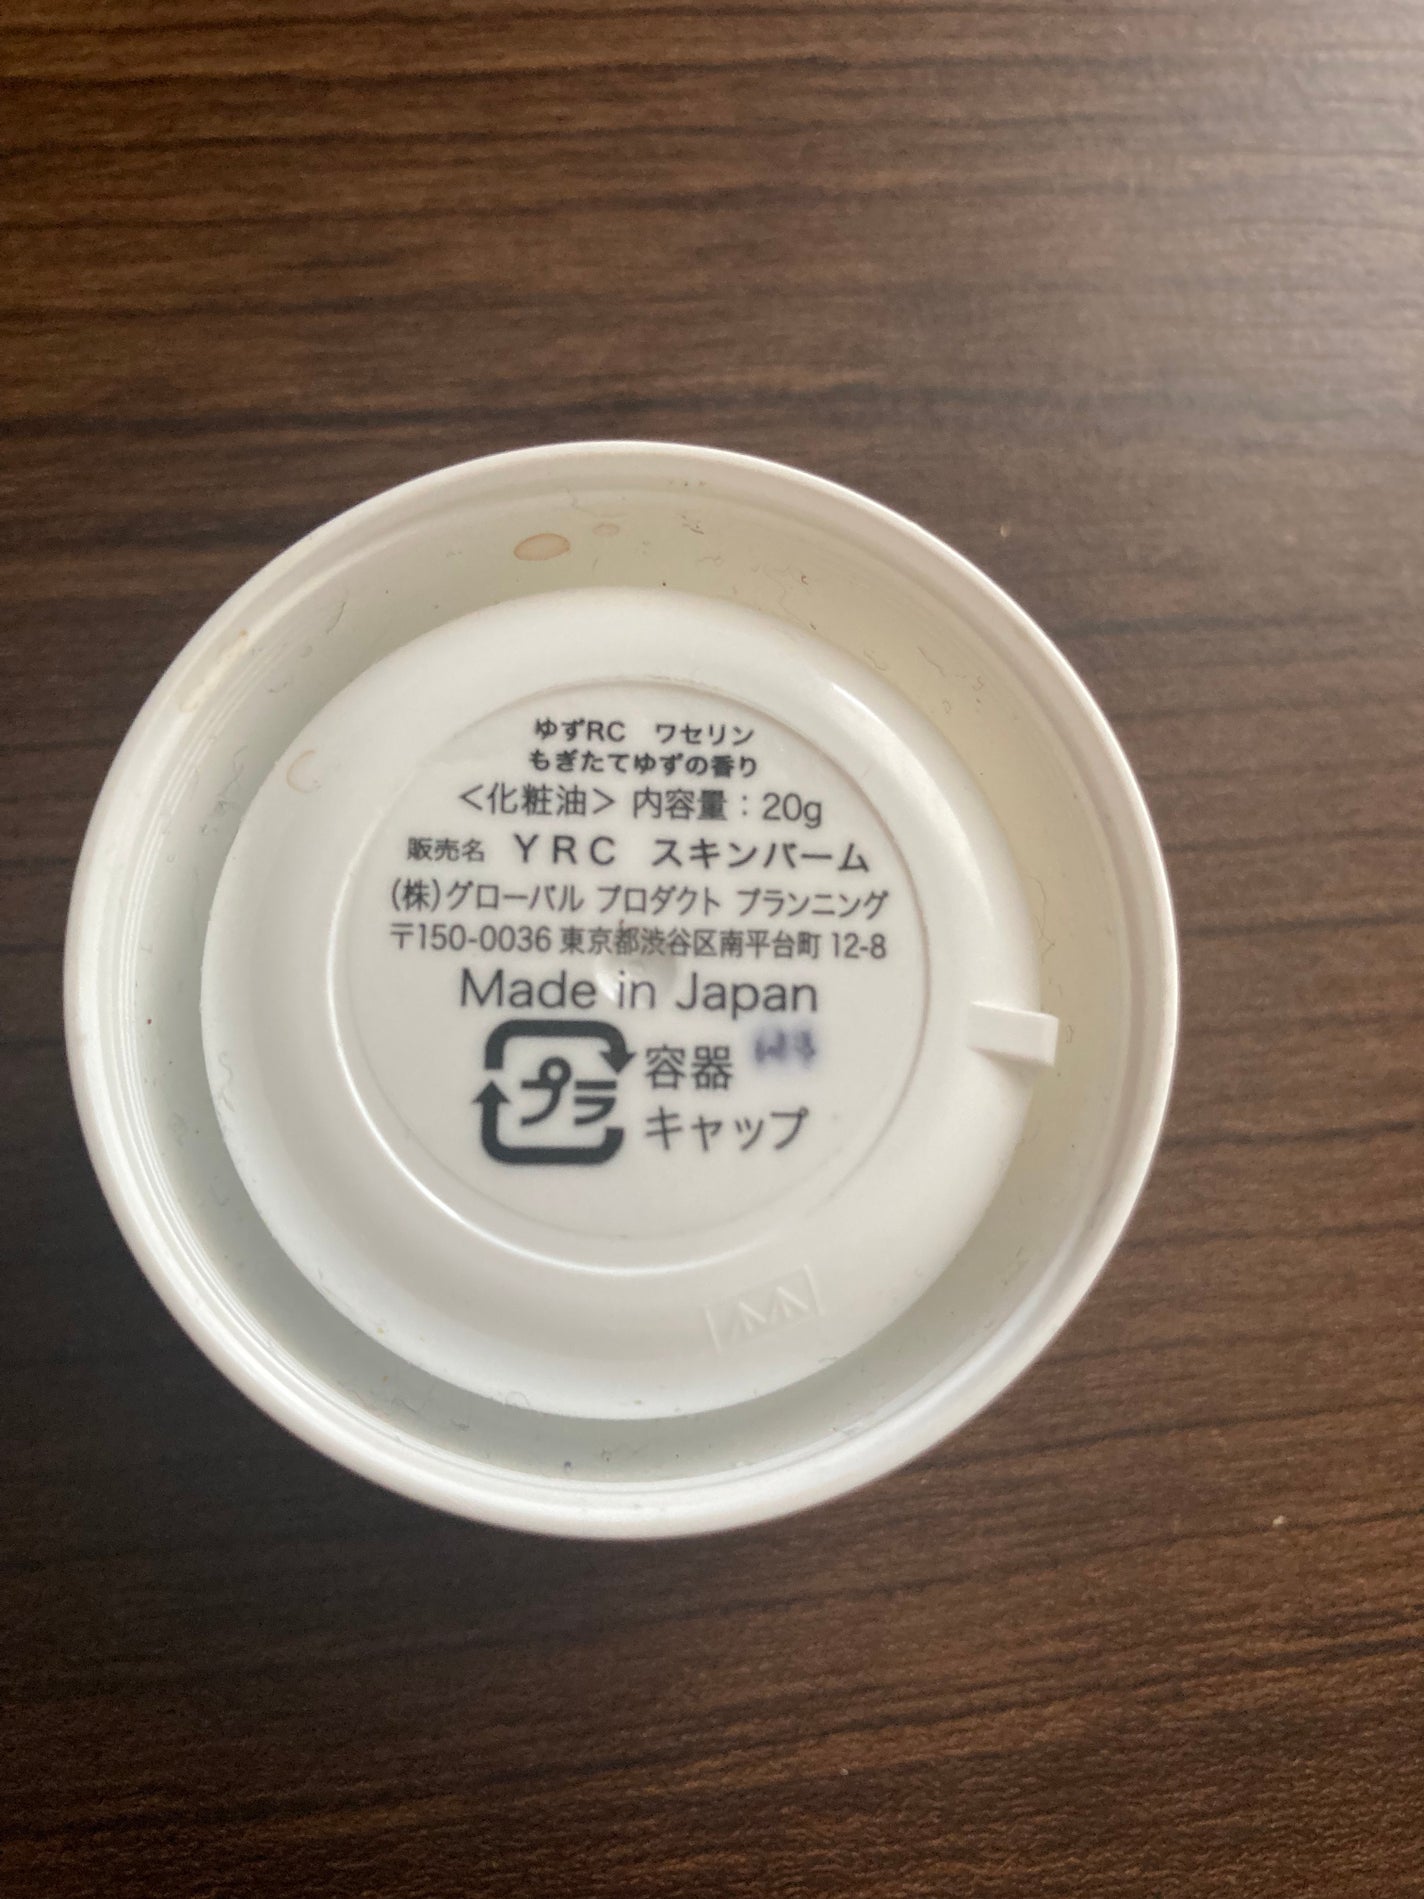 ゆずRC ワセリン
もぎたてゆずの香り
＜化粧油＞ 内容量：20g
販売名 YRC スキンバーム
(株)グローバル プロダクト プランニング
〒150-0036 東京都渋谷区南平台町 12-8
Made in Japan
プラ 容器
キャップ